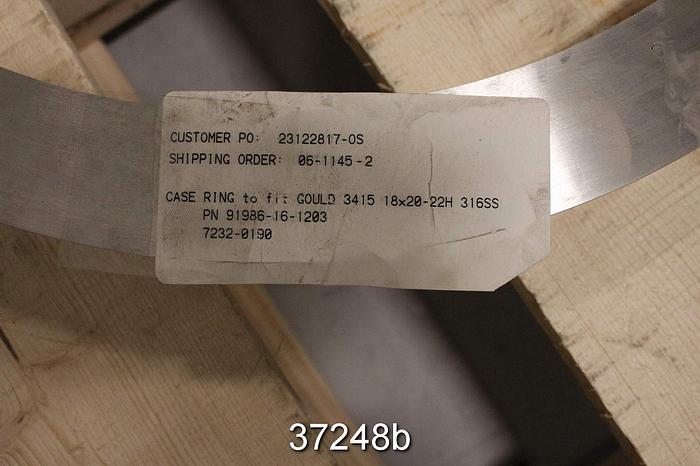 CUSTOMER PO: 23122817-OS
SHIPPING ORDER: 06-1145-2
CASE RING to fit GOULD 3415 18x20-22H 316SS
PN 91986-16-1203
7232-0190
37248b